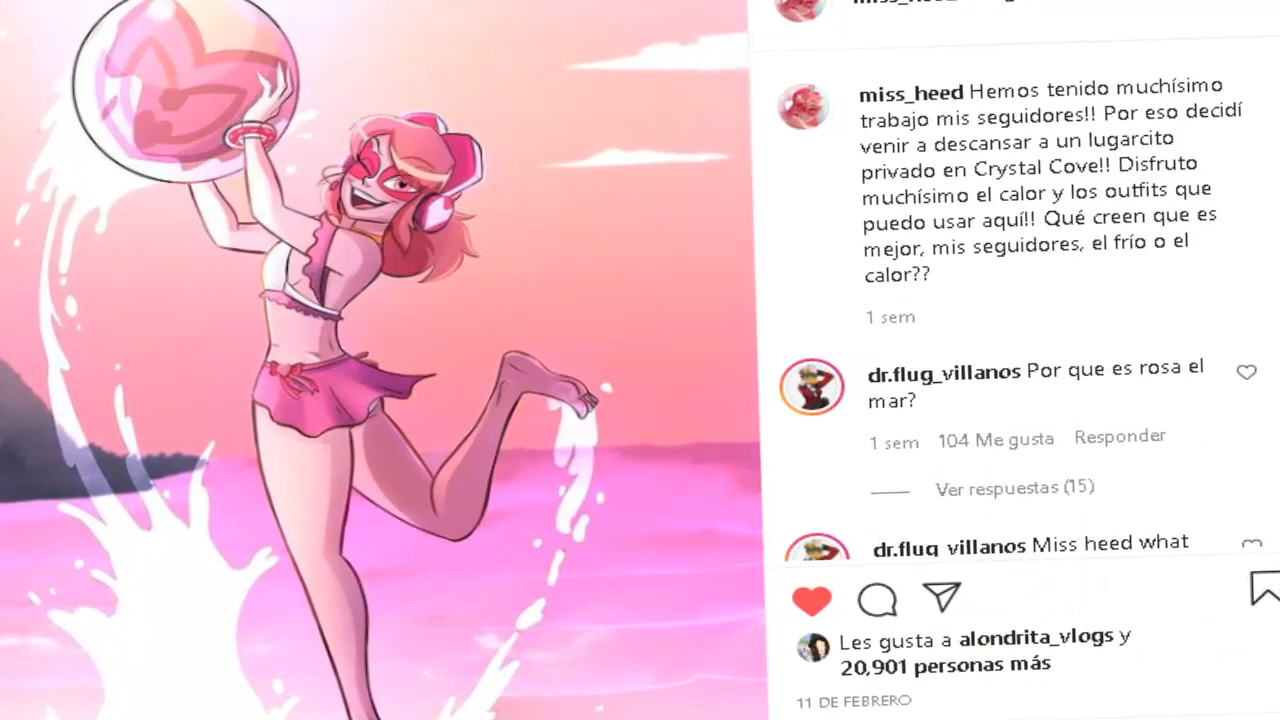 miss_heed Hemos tenido muchísimo
trabajo mis seguidores!! Por eso decidí
venir a descansar a un lugarcito
privado en Crystal Cove!! Disfruto
muchísimo el calor y los outfits que
puedo usar aquí!! Qué creen que es
mejor, mis seguidores, el frío o el
calor??
1 sem
dr.flug_villanos Por que es rosa el
mar?
1 sem 104 Me gusta Responder
Ver respuestas (15)
dr.flug_villanos Miss heed what
Les gusta a alondrita_vlogs y
20,901 personas más
11 DE FEBRERO